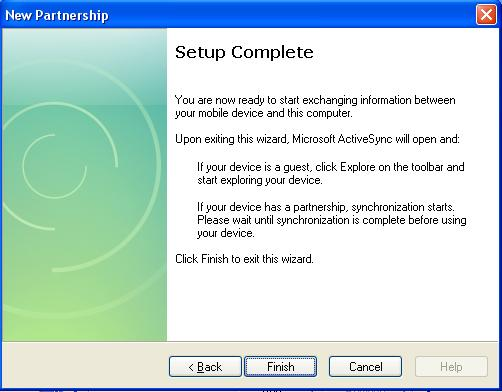 New Partnership
Setup Complete
You are now ready to start exchanging information between
your mobile device and this computer.
Upon exiting this wizard, Microsoft ActiveSync will open and:
If your device is a guest, click Explore on the toolbar and
start exploring your device.
If your device has a partnership, synchronization starts.
Please wait until synchronization is complete before using
your device.
Click Finish to exit this wizard.
< Back
Finish
Cancel
Help